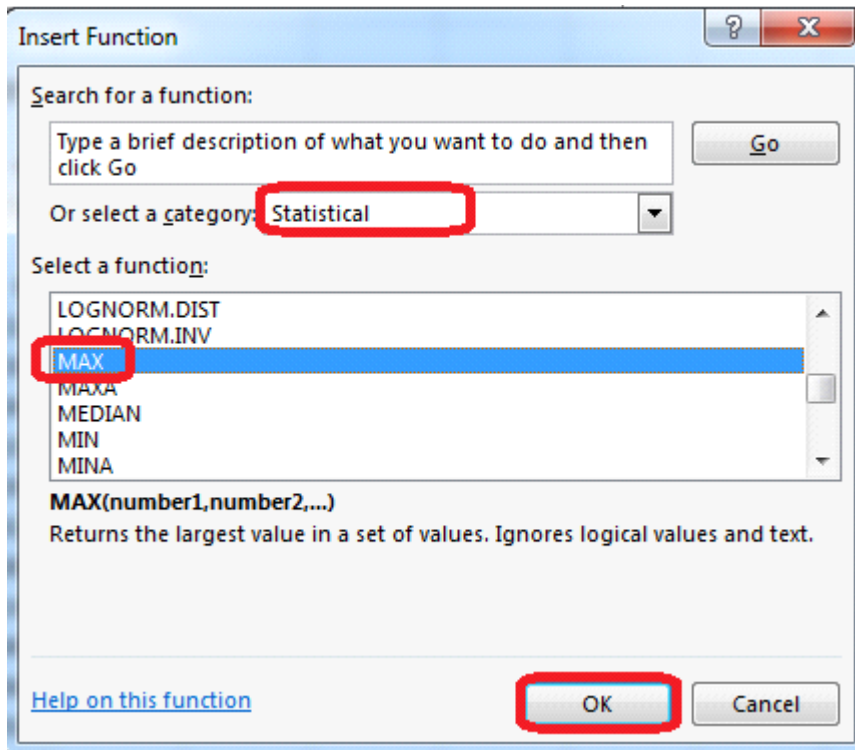 Insert Function
Search for a function:
Type a brief description of what you want to do and then
click Go
Go
Or select a category: Statistical
Select a function:
LOGNORM.DIST
LOGNORM.INV
MAX
MAXA
MEDIAN
MIN
MINA
MAX(number1,number2,...)
Returns the largest value in a set of values. Ignores logical values and text.
Help on this function
OK
Cancel